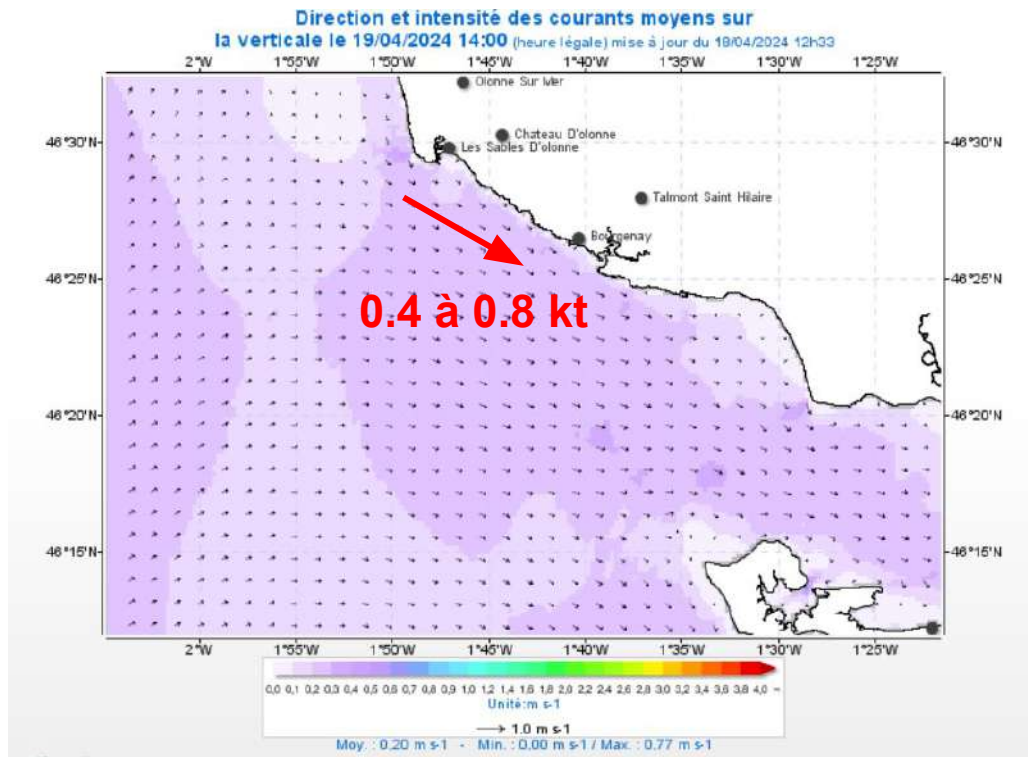 Direction et intensité des courants moyens sur
la verticale le 19/04/2024 14:00 (heure légale) mise à jour du 18/04/2024 12h33
2°W 1°55'W 1°50'W 1°45'W 1°40'W 1°35'W 1°30'W 1°25'W
Olonne Sur Mer
46°30'N Chateau D'olonne 46°30'N
Les Sables D'olonne
Talmont Saint Hilaire
Bourgenay
46°25'N 46°25'N
0.4 à 0.8 kt
46°20'N 46°20'N
46°15'N 46°15'N
2°W 1°55'W 1°50'W 1°45'W 1°40'W 1°35'W 1°30'W 1°25'W
0,0 0,1 0,2 0,3 0,4 0,5 0,6 0,7 0,8 0,9 1,0 1,2 1,4 1,6 1,8 2,0 2,2 2,4 2,6 2,8 3,0 3,2 3,4 3,6 3,8 4,0 -
Unité:m s-1
1.0 m s-1
Moy. : 0,20 m s-1 - Min. : 0,00 m s-1 / Max. : 0,77 m s-1